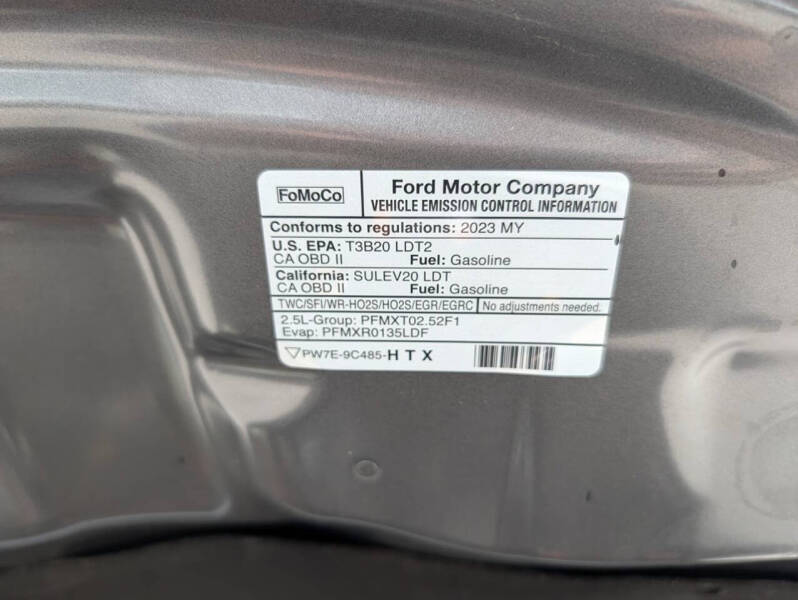 FoMoCo
Ford Motor Company
VEHICLE EMISSION CONTROL INFORMATION
Conforms to regulations: 2023 MY
U.S. EPA: T3B20 LDT2
CA OBD II Fuel: Gasoline
California: SULEV20 LDT
CA OBD II Fuel: Gasoline
TWC/SFI/WR-HO2S/HO2S/EGR/EGRC No adjustments needed.
2.5L-Group: PFMXT02.52F1
Evap: PFMXR0135LDF
PW7E-9C485-H T X